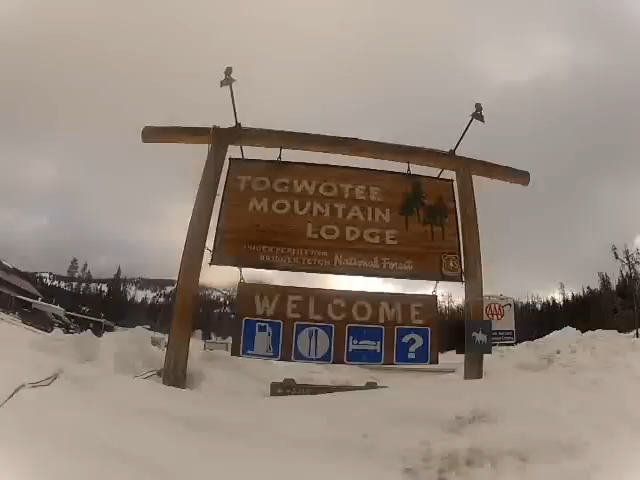 TOGWOTEE
MOUNTAIN
LODGE
UNDER PERMIT from
BRIDGER TETON National Forest
WELCOME
?
AAA